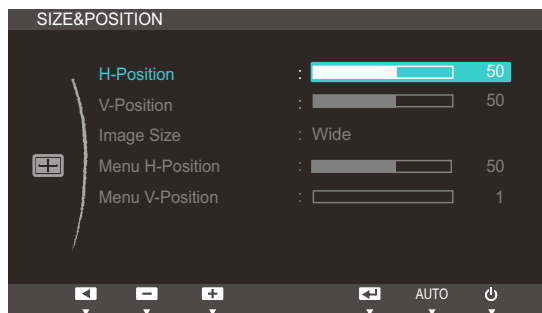 SIZE&POSITION
H-Position : 50
V-Position : 50
Image Size : Wide
Menu H-Position : 50
Menu V-Position : 1
AUTO